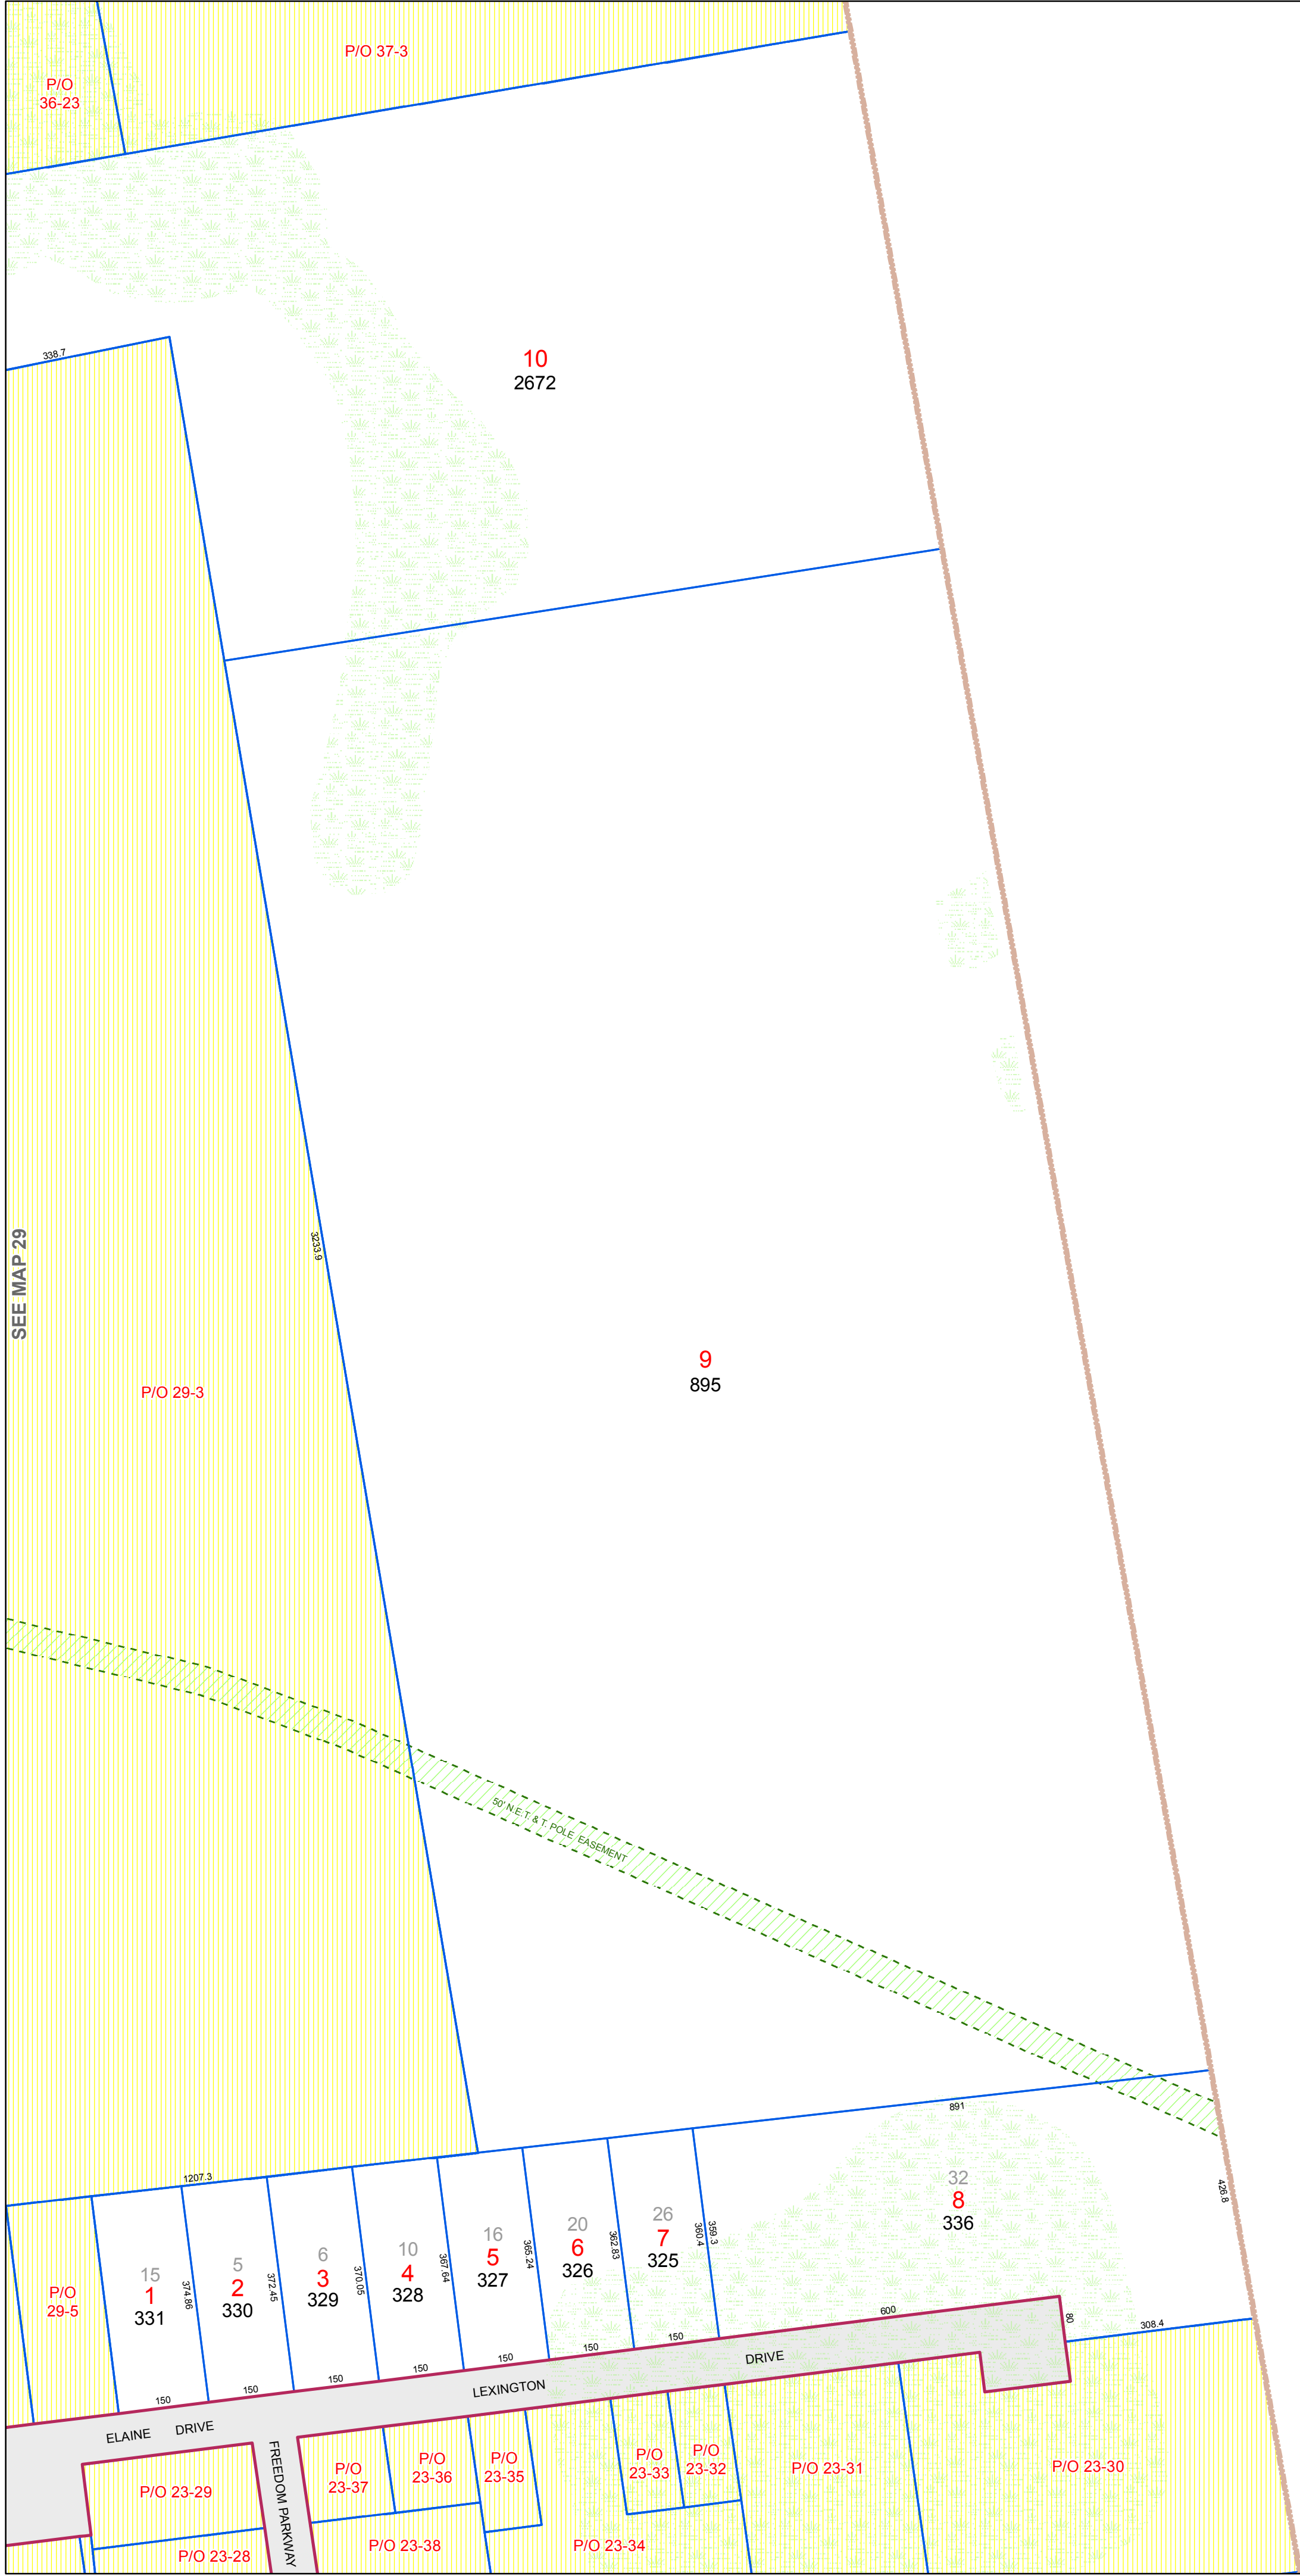 P/O 37-3
P/O
36-23
338.7
10
2672
SEE MAP 29
3233.9
9
895
P/O 29-3
50' N.E.T. & T. POLE EASEMENT
891
1207.3
426.8
P/O
29-5
15
1
331
374.86
5
2
330
372.45
6
3
329
370.05
10
4
328
367.64
16
5
327
365.24
20
6
326
362.83
26
7
325
360.4
359.3
32
8
336
600
80
308.4
150
150
150
150
150
150
150
ELAINE DRIVE
LEXINGTON DRIVE
FREEDOM PARKWAY
P/O 23-29
P/O
23-37
P/O
23-36
P/O
23-35
P/O
23-33
P/O
23-32
P/O 23-31
P/O 23-30
P/O 23-28
P/O 23-38
P/O 23-34